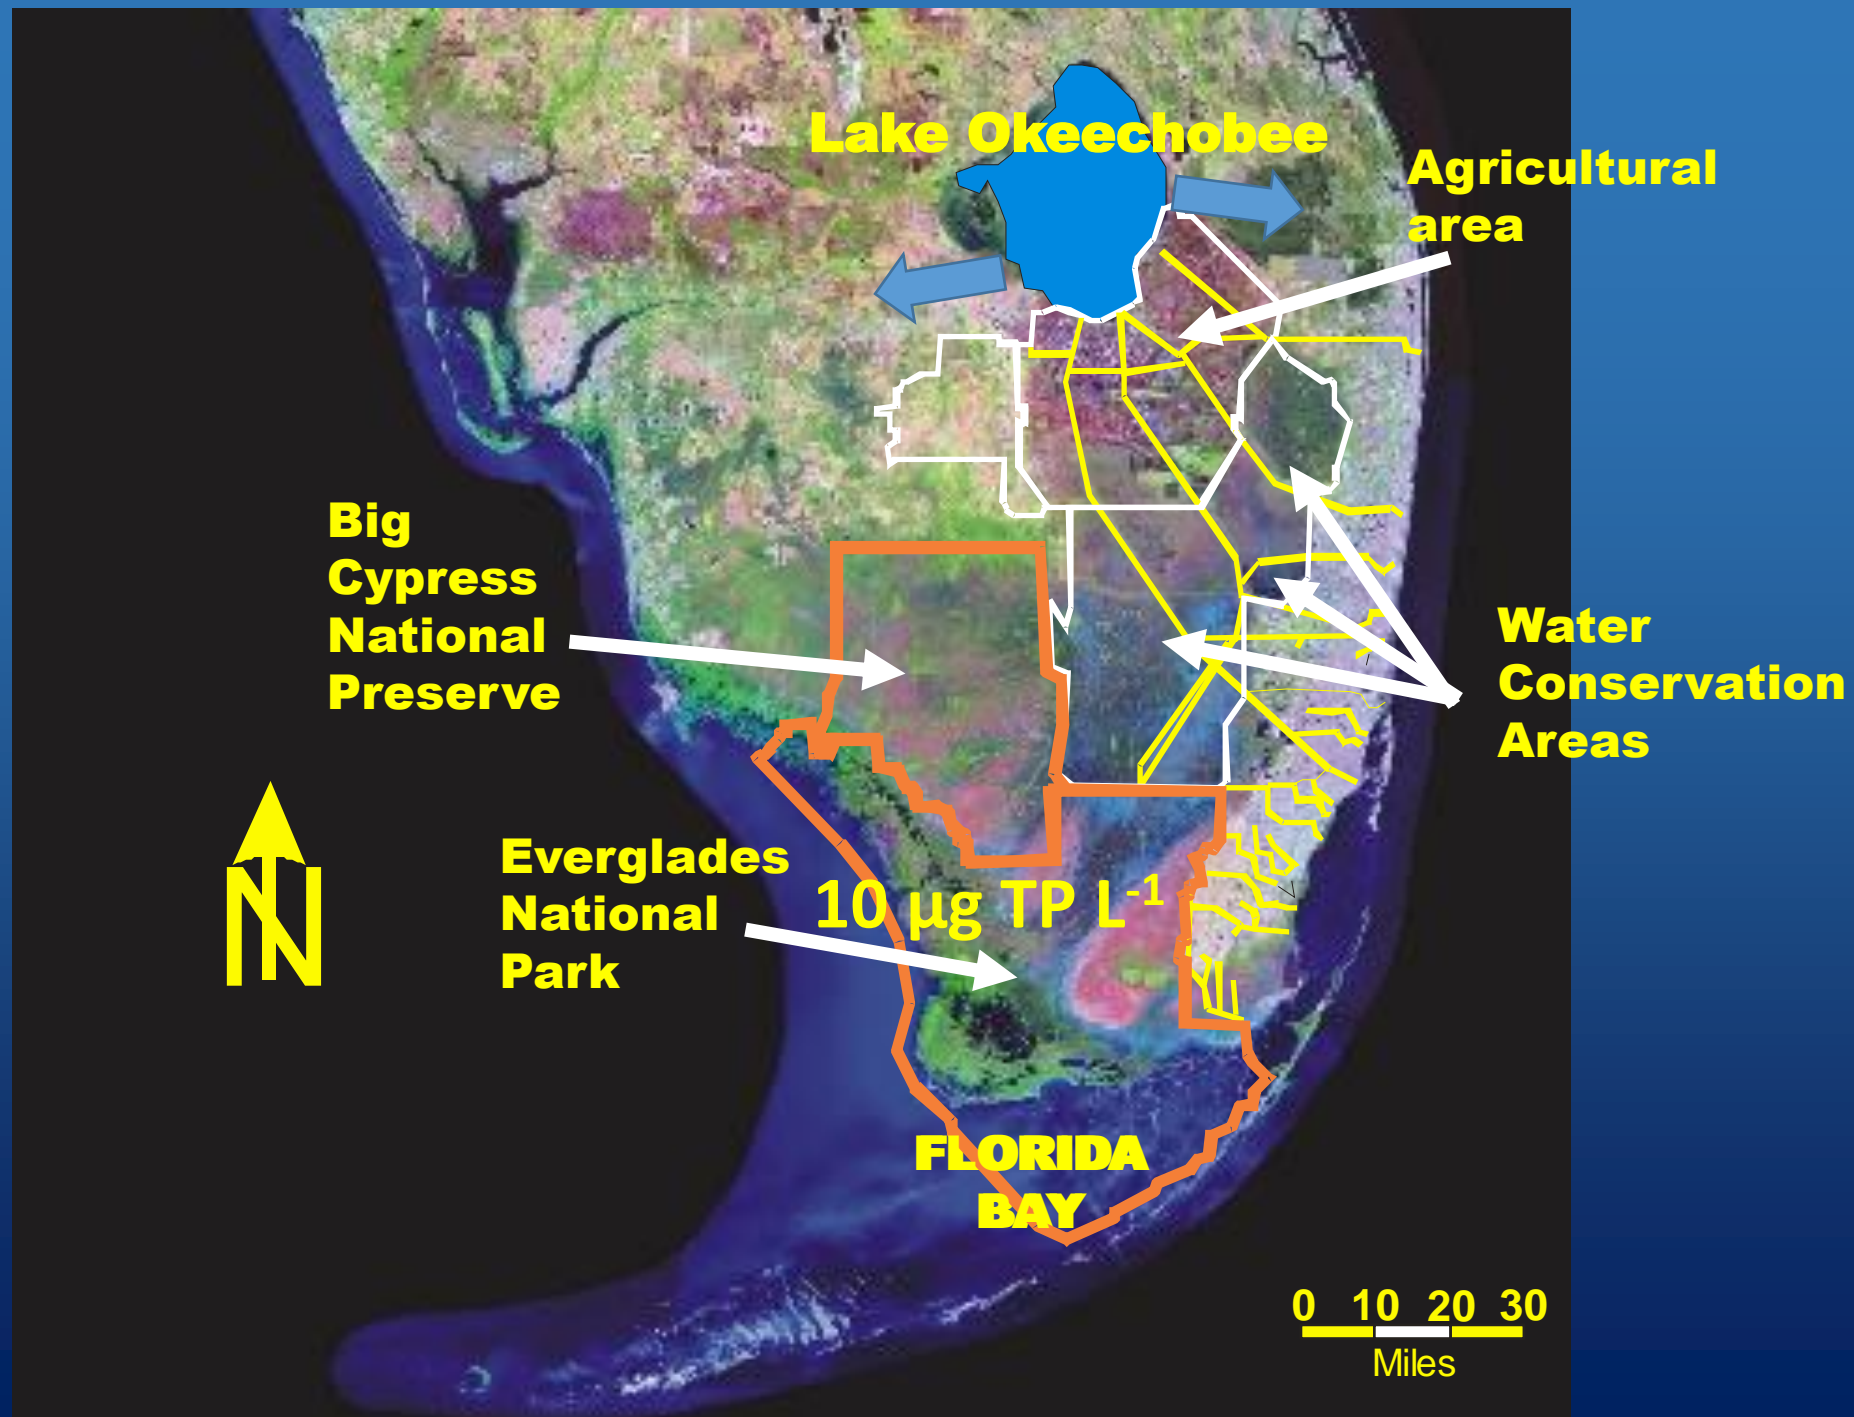 Lake Okeechobee
Agricultural
area
Big
Cypress
National
Preserve
Water
Conservation
Areas
Everglades
National
Park
10 µg TP L⁻¹
N
FLORIDA
BAY
0 10 20 30
Miles